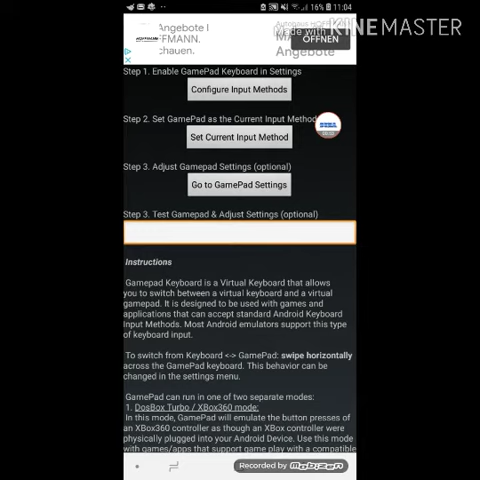 16% 11:04
Angebote I
FFMANN.
chauen.
Autohaus HOFF
Made with
KINEMASTER
ÖFFNEN
Angebote
Step 1. Enable GamePad Keyboard in Settings
Configure Input Methods
Step 2. Set GamePad as the Current Input Method
Set Current Input Method
Step 3. Adjust Gamepad Settings (optional)
Go to GamePad Settings
Step 3. Test Gamepad & Adjust Settings (optional)
Instructions
Gamepad Keyboard is a Virtual Keyboard that allows
you to switch between a virtual keyboard and a virtual
gamepad. It is designed to be used with games and
applications that can accept standard Android Keyboard
Input Methods. Most Android emulators support this type
of keyboard input.
To switch from Keyboard <-> GamePad: swipe horizontally
across the GamePad keyboard. This behavior can be
changed in the settings menu.
GamePad can run in one of two separate modes:
1. DosBox Turbo / XBox360 mode:
In this mode, GamePad will emulate the button presses of
an XBox360 controller as though an XBox controller were
physically plugged into your Android Device. Use this mode
with games/apps that support game play with a compatible
Recorded by mobizen